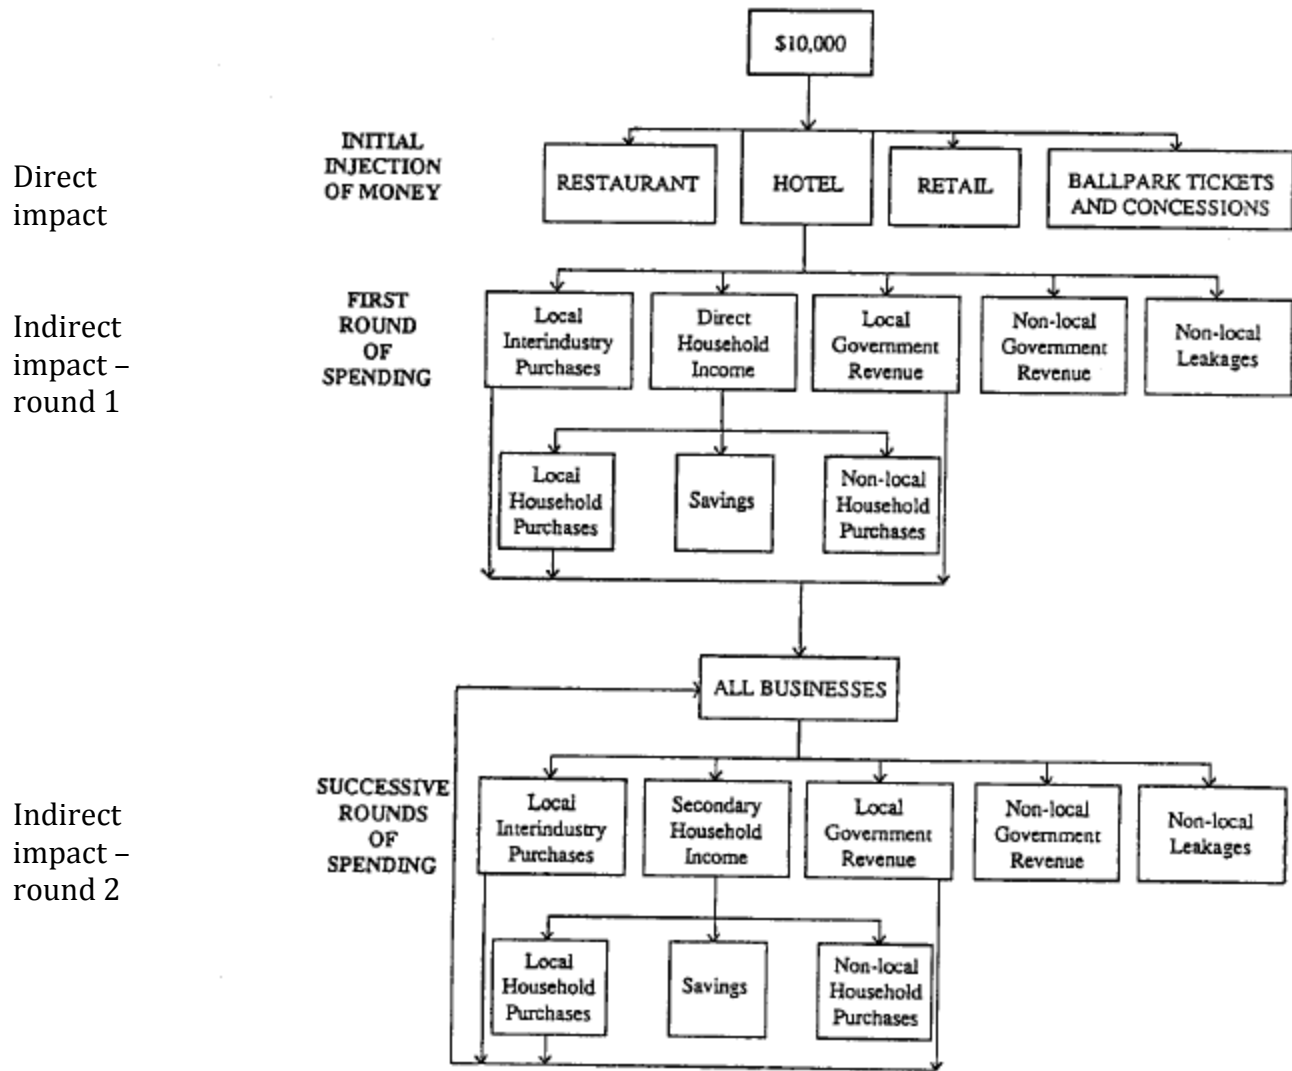 $10,000
Direct
impact
INITIAL
INJECTION
OF MONEY
RESTAURANT
HOTEL
RETAIL
BALLPARK TICKETS
AND CONCESSIONS
Indirect
impact –
round 1
FIRST
ROUND
OF
SPENDING
Local
Interindustry
Purchases
Direct
Household
Income
Local
Government
Revenue
Non-local
Government
Revenue
Non-local
Leakages
Local
Household
Purchases
Savings
Non-local
Household
Purchases
ALL BUSINESSES
Indirect
impact –
round 2
SUCCESSIVE
ROUNDS
OF
SPENDING
Local
Interindustry
Purchases
Secondary
Household
Income
Local
Government
Revenue
Non-local
Government
Revenue
Non-local
Leakages
Local
Household
Purchases
Savings
Non-local
Household
Purchases